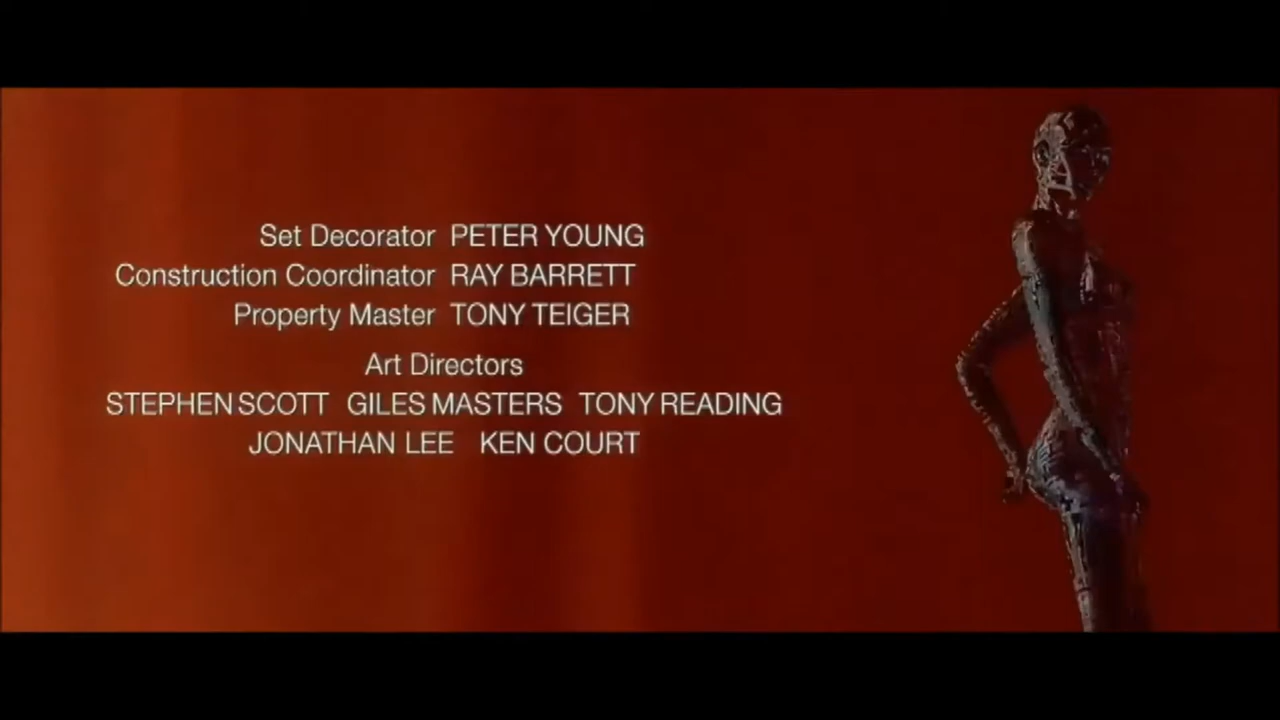 Set Decorator PETER YOUNG
Construction Coordinator RAY BARRETT
Property Master TONY TEIGER
Art Directors
STEPHEN SCOTT GILES MASTERS TONY READING
JONATHAN LEE KEN COURT